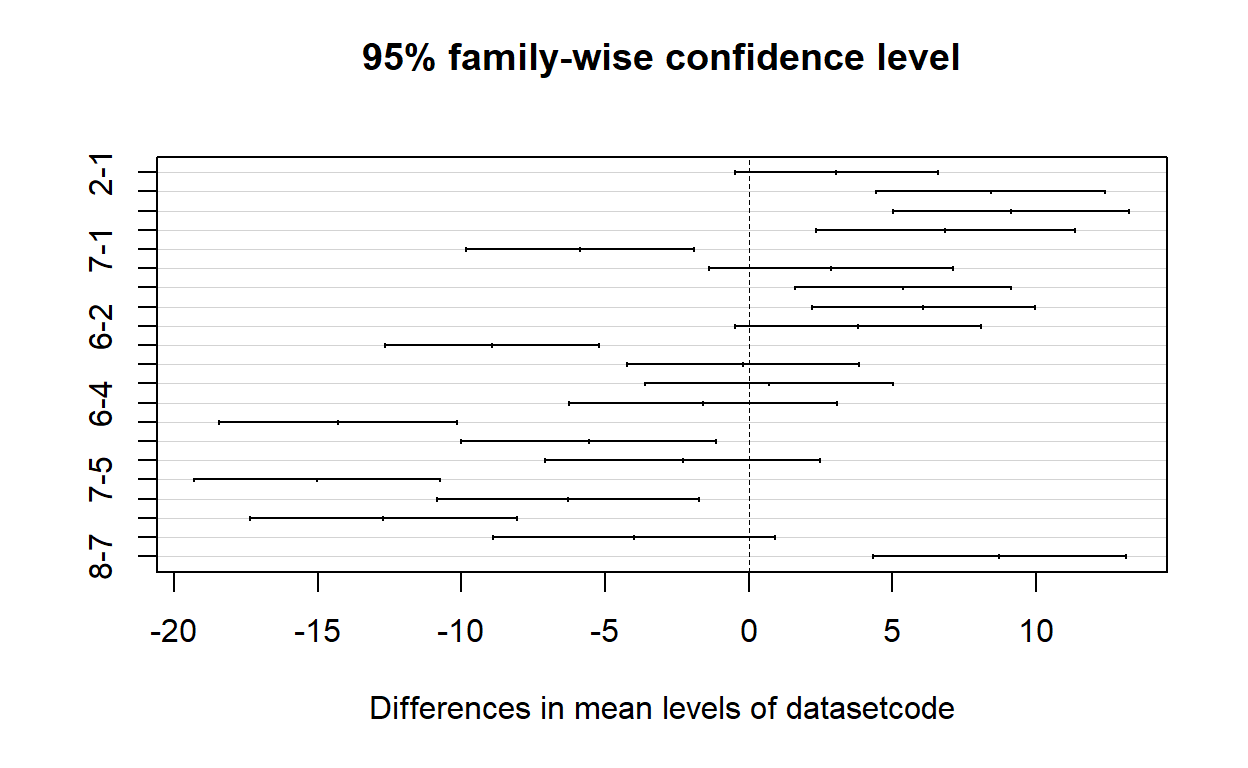 95% family-wise confidence level
2-1
7-1
6-2
6-4
7-5
8-7
-20 -15 -10 -5 0 5 10
Differences in mean levels of datasetcode